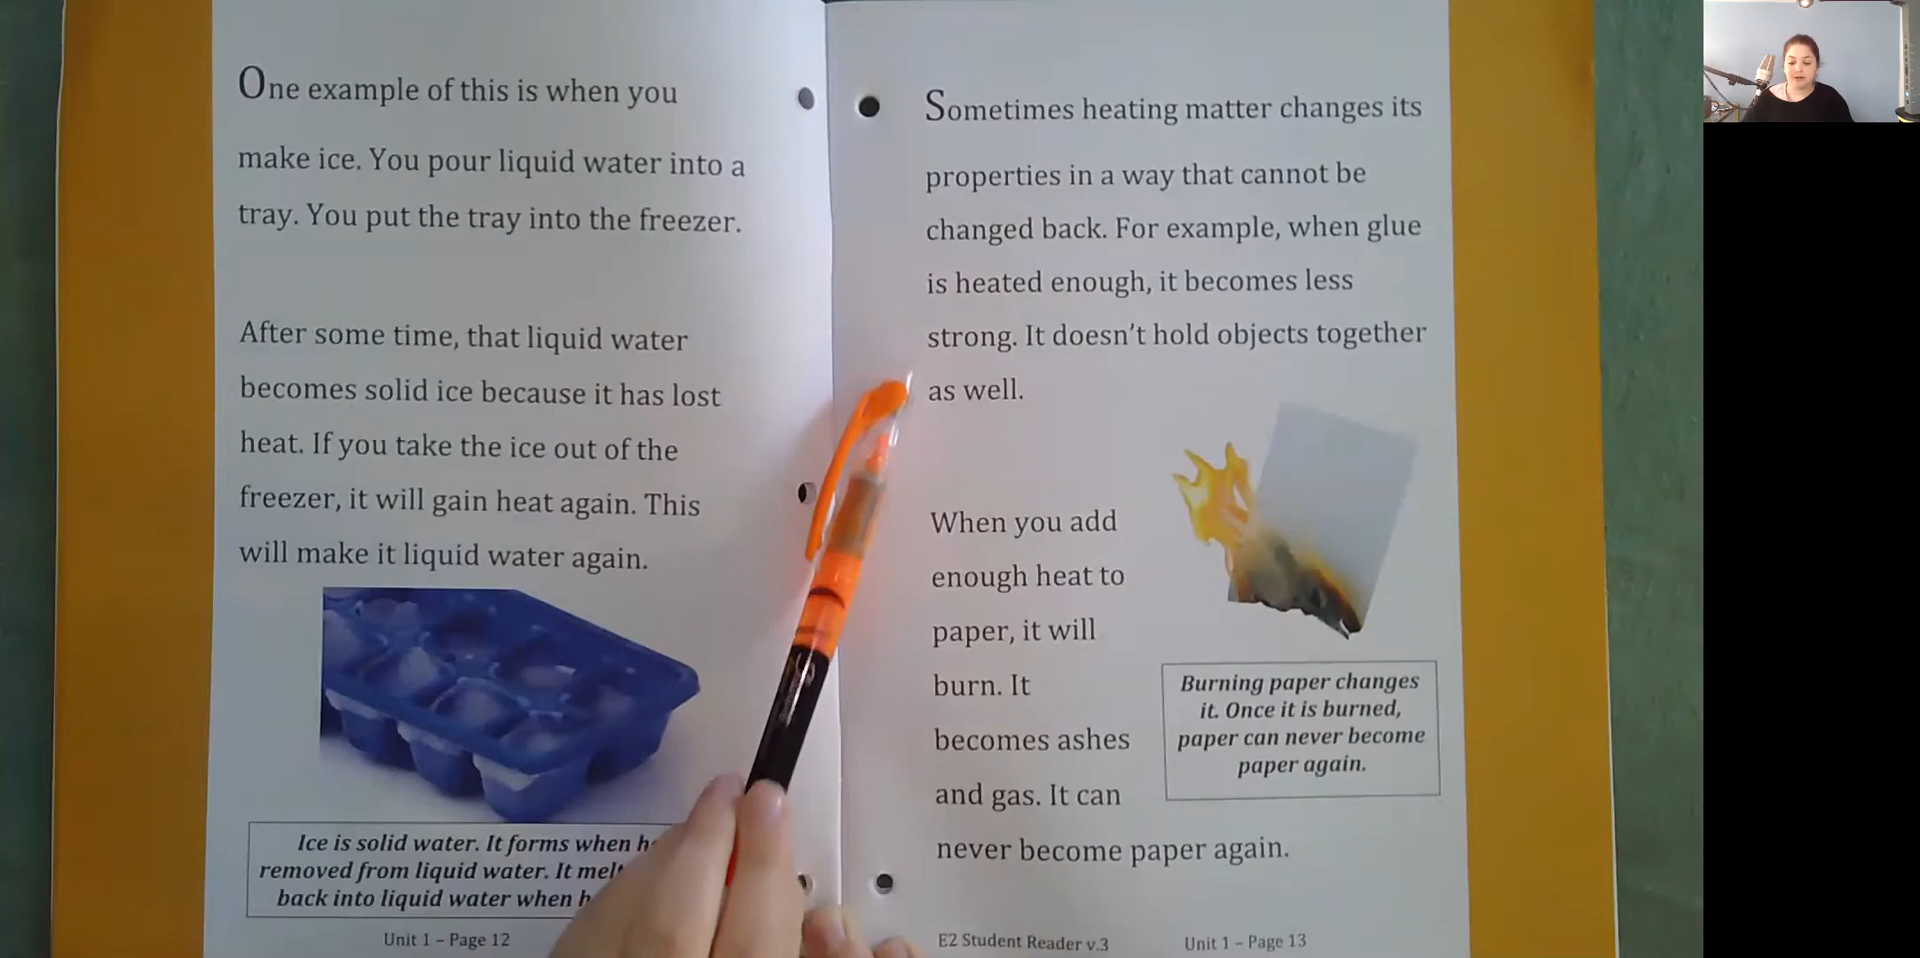 One example of this is when you
make ice. You pour liquid water into a
tray. You put the tray into the freezer.
After some time, that liquid water
becomes solid ice because it has lost
heat. If you take the ice out of the
freezer, it will gain heat again. This
will make it liquid water again.
Ice is solid water. It forms when
removed from liquid water. It
back into liquid water when
Unit 1 – Page 12
Sometimes heating matter changes its
properties in a way that cannot be
changed back. For example, when glue
is heated enough, it becomes less
strong. It doesn't hold objects together
as well.
When you add
enough heat to
paper, it will
burn. It
becomes ashes
and gas. It can
never become paper again.
Burning paper changes
it. Once it is burned,
paper can never become
paper again.
E2 Student Reader v.3 Unit 1 – Page 13